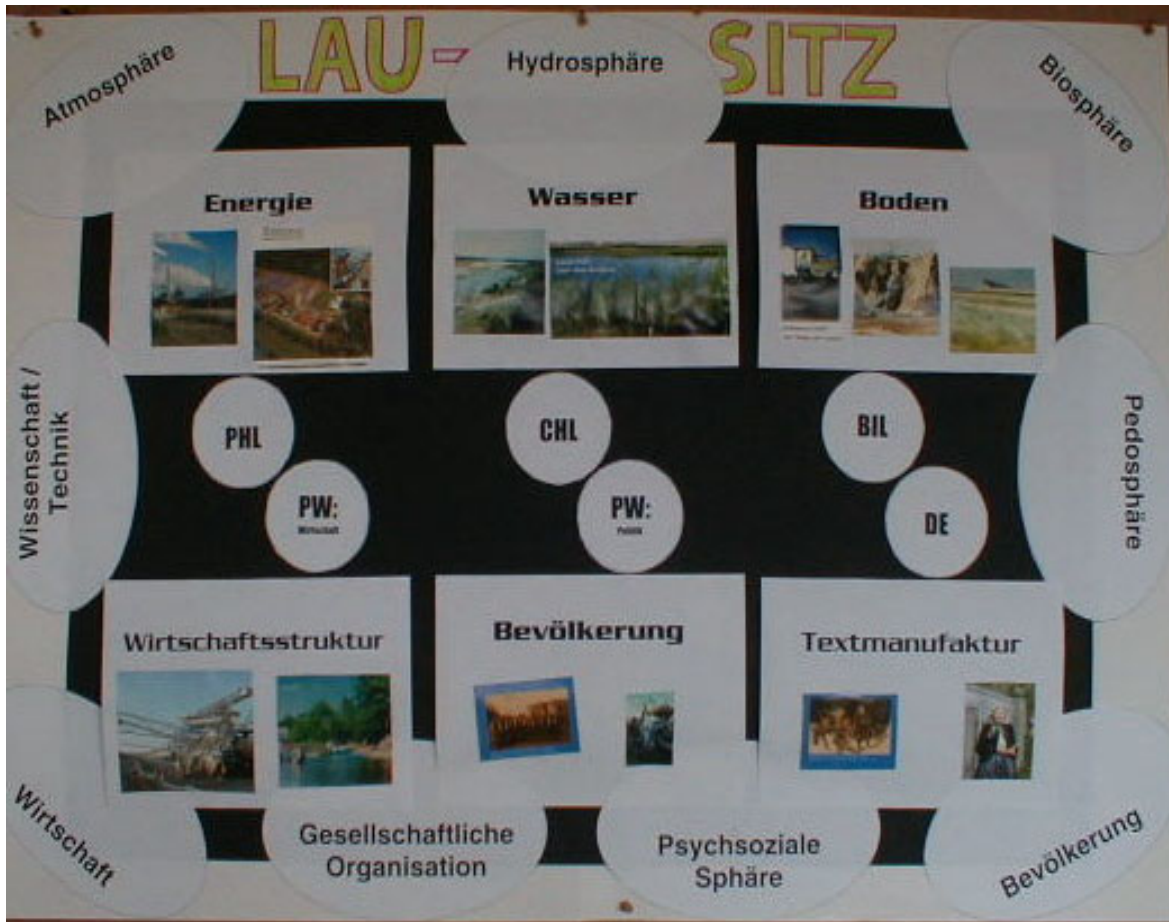 LAU-SITZ
Atmosphäre
Hydrosphäre
Biosphäre
Energie
Wasser
Boden
Wissenschaft /
Technik
PHL
CHL
BIL
Pedosphäre
PW:
Wirtschaft
PW:
Politik
DE
Wirtschaftsstruktur
Bevölkerung
Textmanufaktur
Wirtschaft
Gesellschaftliche
Organisation
Psychsoziale
Sphäre
Bevölkerung